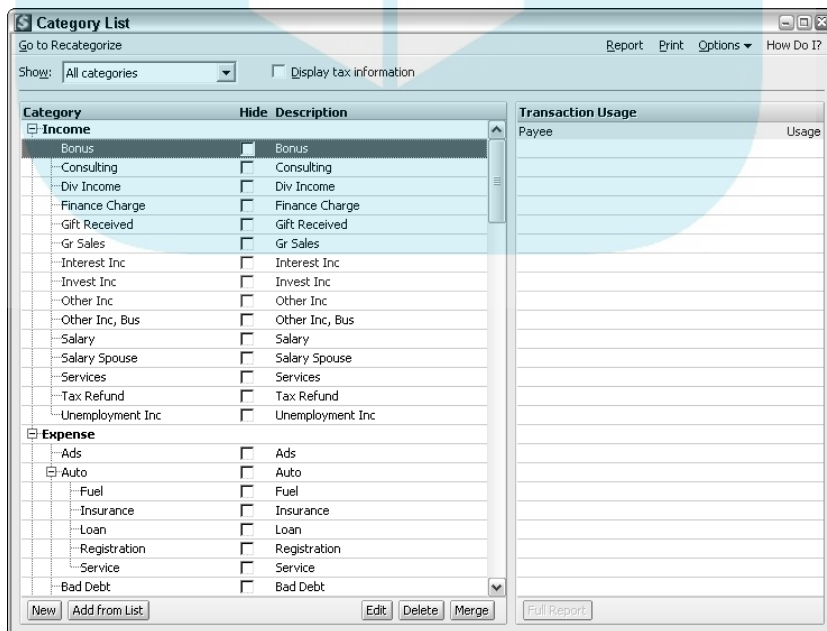 Category List
Go to Recategorize Report Print Options How Do I?
Show: All categories Display tax information
Category Hide Description Transaction Usage
Income Payee Usage
Bonus Bonus
Consulting Consulting
Div Income Div Income
Finance Charge Finance Charge
Gift Received Gift Received
Gr Sales Gr Sales
Interest Inc Interest Inc
Invest Inc Invest Inc
Other Inc Other Inc
Other Inc, Bus Other Inc, Bus
Salary Salary
Salary Spouse Salary Spouse
Services Services
Tax Refund Tax Refund
Unemployment Inc Unemployment Inc
Expense
Ads Ads
Auto Auto
Fuel Fuel
Insurance Insurance
Loan Loan
Registration Registration
Service Service
Bad Debt Bad Debt
New Add from List Edit Delete Merge Full Report